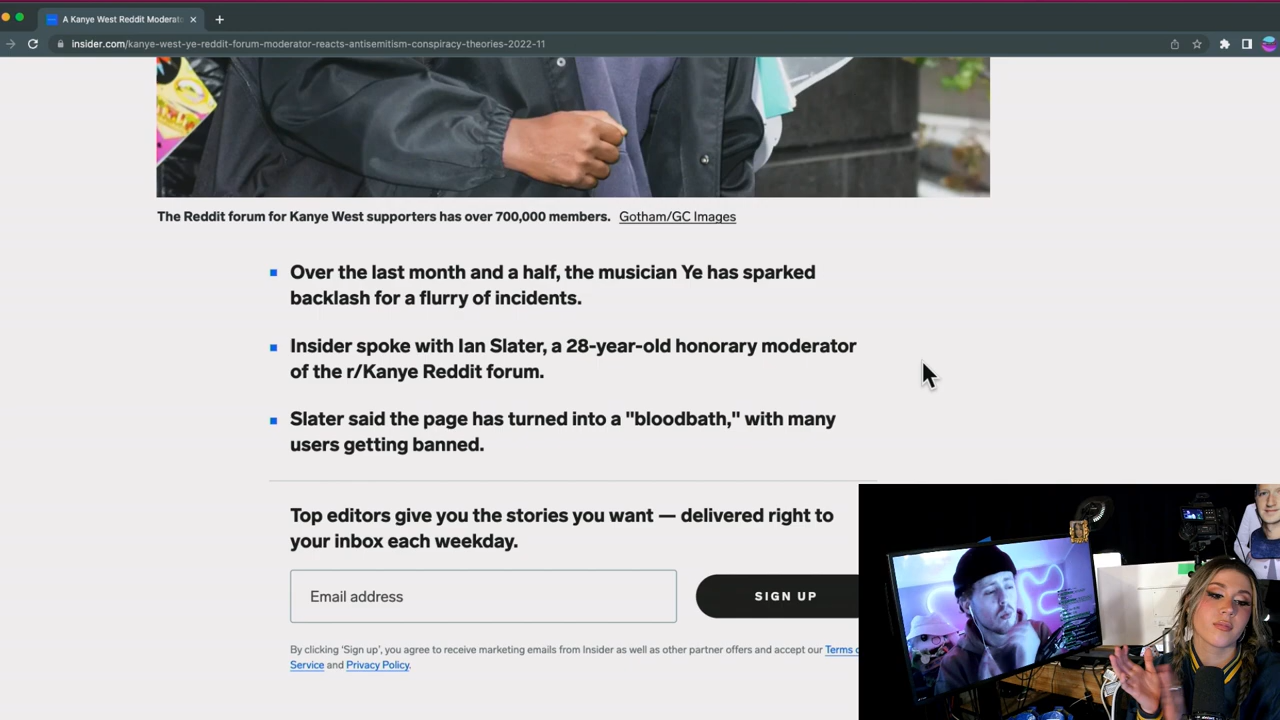 A Kanye West Reddit Moderato
insider.com/kanye-west-ye-reddit-forum-moderator-reacts-antisemitism-conspiracy-theories-2022-11
The Reddit forum for Kanye West supporters has over 700,000 members. Gotham/GC Images
Over the last month and a half, the musician Ye has sparked
backlash for a flurry of incidents.
Insider spoke with Ian Slater, a 28-year-old honorary moderator
of the r/Kanye Reddit forum.
Slater said the page has turned into a "bloodbath," with many
users getting banned.
Top editors give you the stories you want — delivered right to
your inbox each weekday.
Email address
SIGN UP
By clicking 'Sign up', you agree to receive marketing emails from Insider as well as other partner offers and accept our Terms o
Service and Privacy Policy.